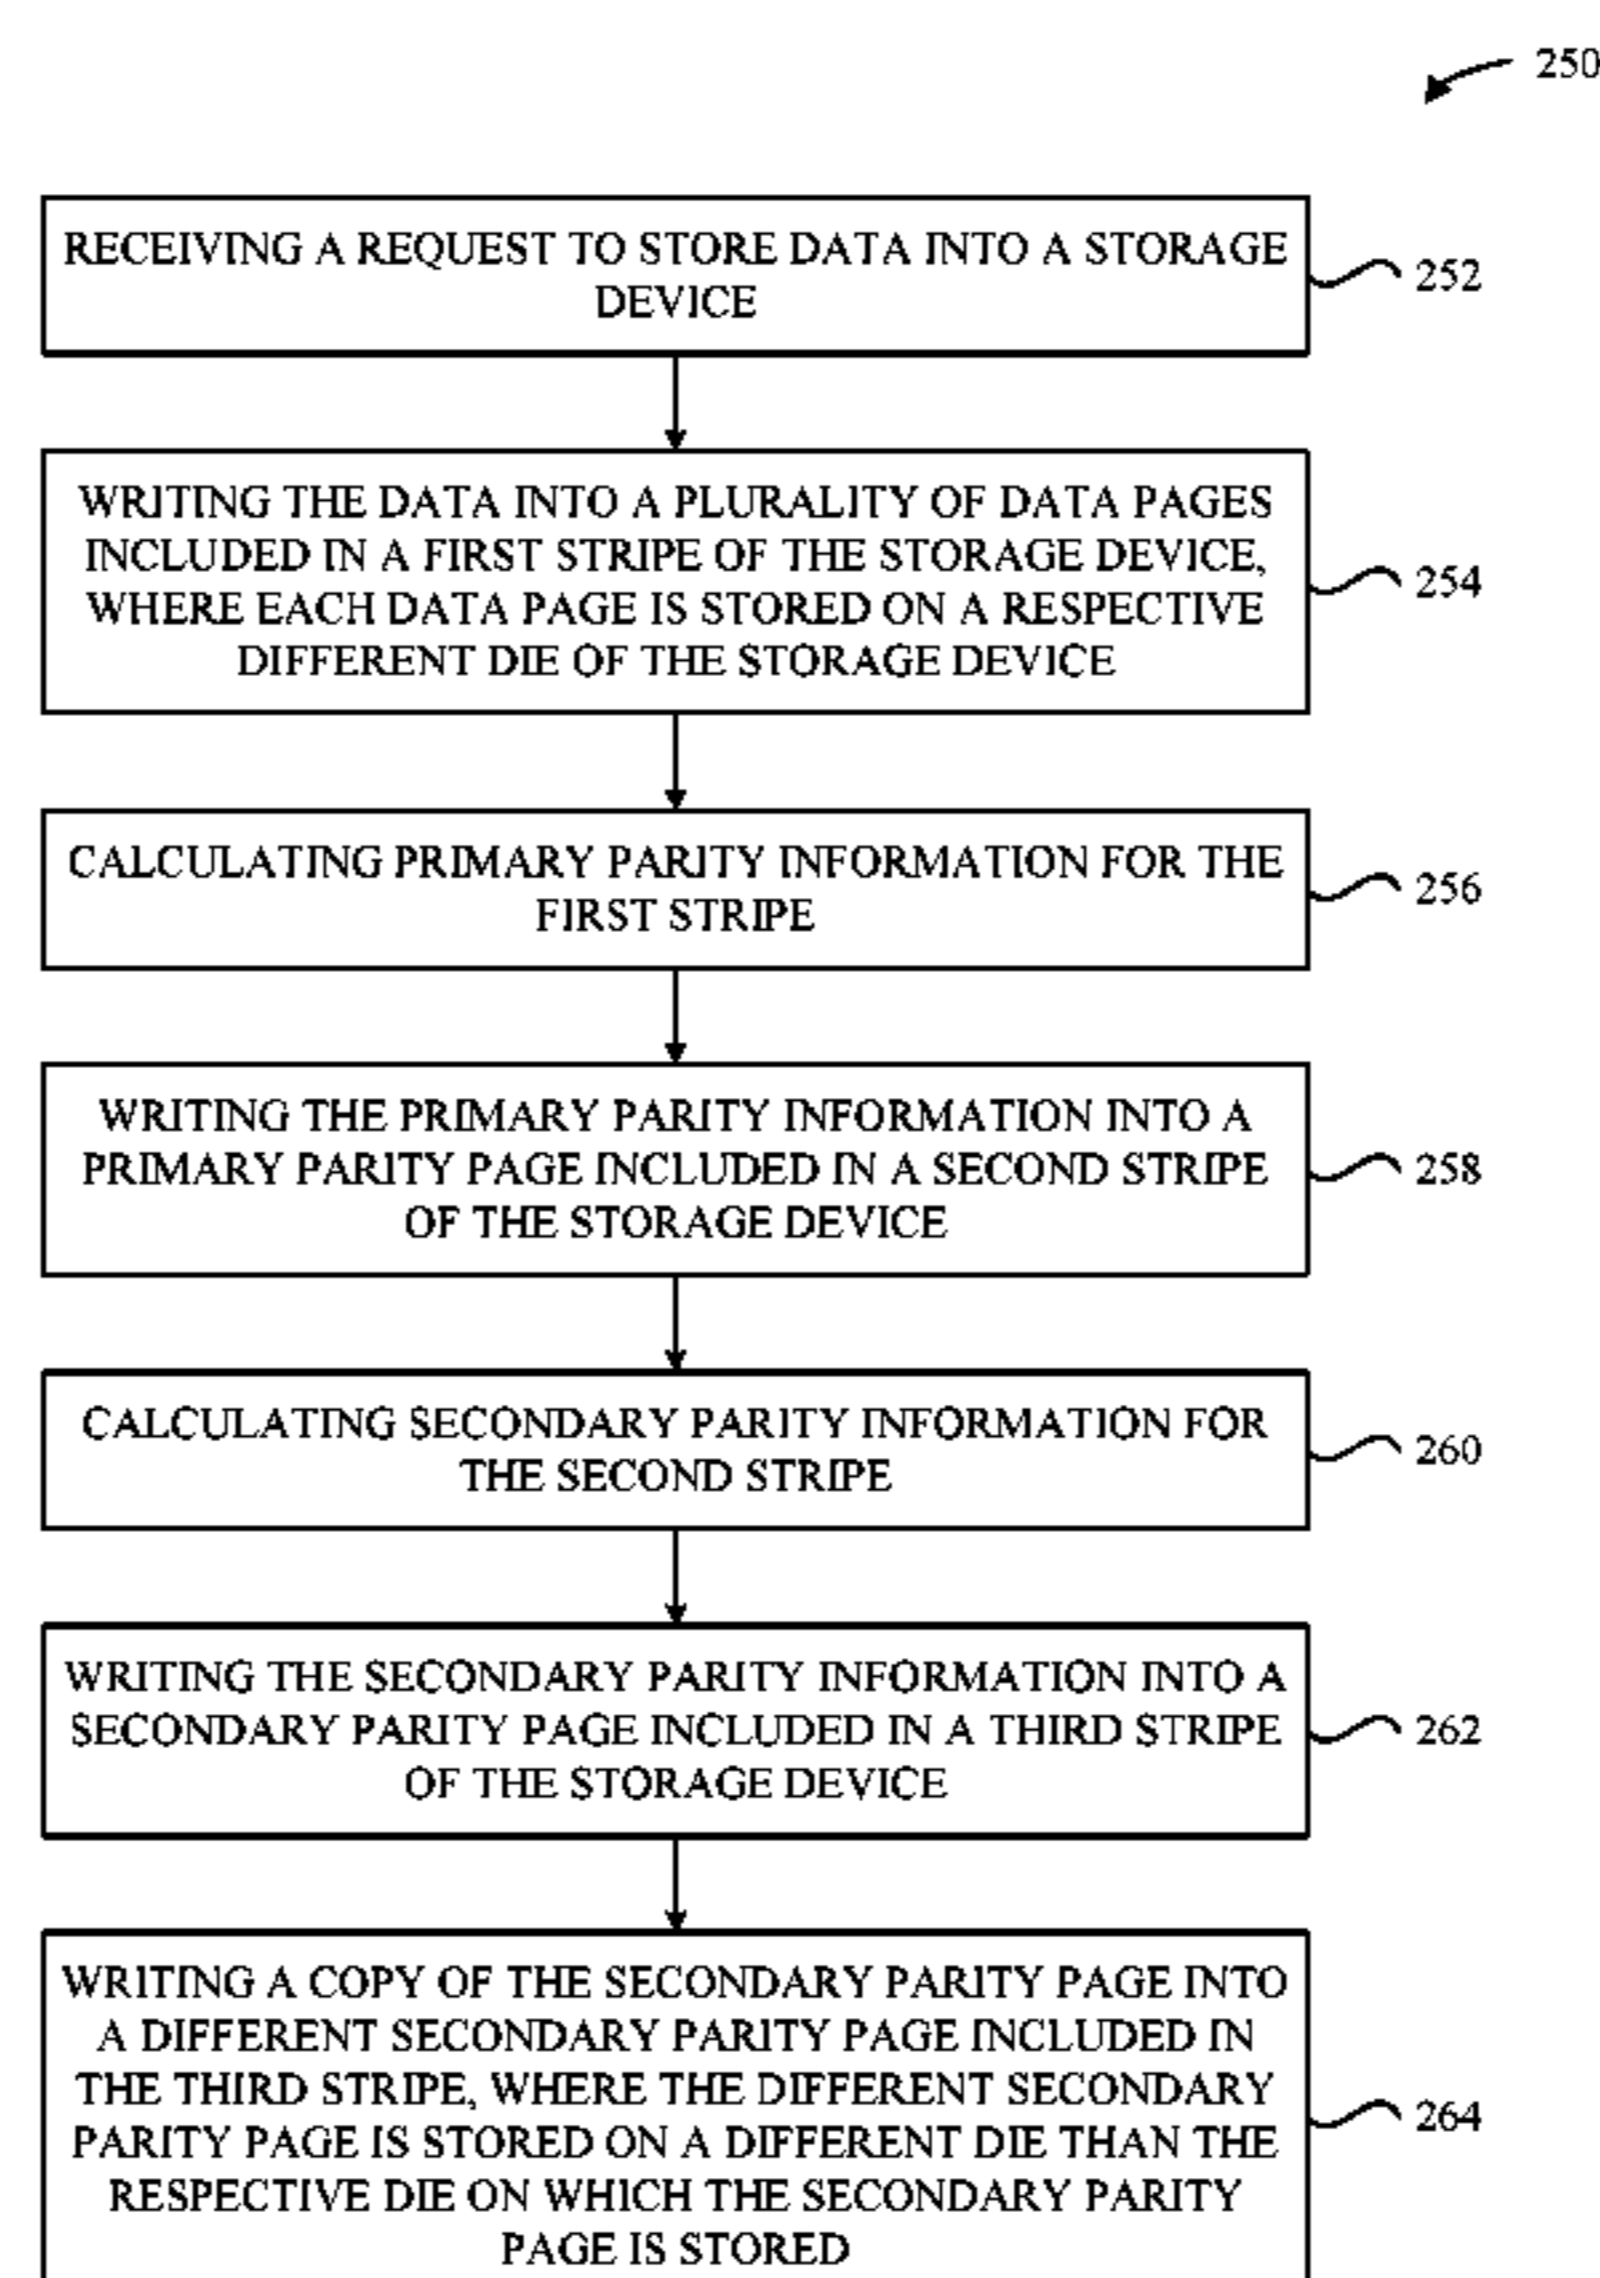 250
RECEIVING A REQUEST TO STORE DATA INTO A STORAGE
DEVICE
252
WRITING THE DATA INTO A PLURALITY OF DATA PAGES
INCLUDED IN A FIRST STRIPE OF THE STORAGE DEVICE,
WHERE EACH DATA PAGE IS STORED ON A RESPECTIVE
DIFFERENT DIE OF THE STORAGE DEVICE
254
CALCULATING PRIMARY PARITY INFORMATION FOR THE
FIRST STRIPE
256
WRITING THE PRIMARY PARITY INFORMATION INTO A
PRIMARY PARITY PAGE INCLUDED IN A SECOND STRIPE
OF THE STORAGE DEVICE
258
CALCULATING SECONDARY PARITY INFORMATION FOR
THE SECOND STRIPE
260
WRITING THE SECONDARY PARITY INFORMATION INTO A
SECONDARY PARITY PAGE INCLUDED IN A THIRD STRIPE
OF THE STORAGE DEVICE
262
WRITING A COPY OF THE SECONDARY PARITY PAGE INTO
A DIFFERENT SECONDARY PARITY PAGE INCLUDED IN
THE THIRD STRIPE, WHERE THE DIFFERENT SECONDARY
PARITY PAGE IS STORED ON A DIFFERENT DIE THAN THE
RESPECTIVE DIE ON WHICH THE SECONDARY PARITY
PAGE IS STORED
264